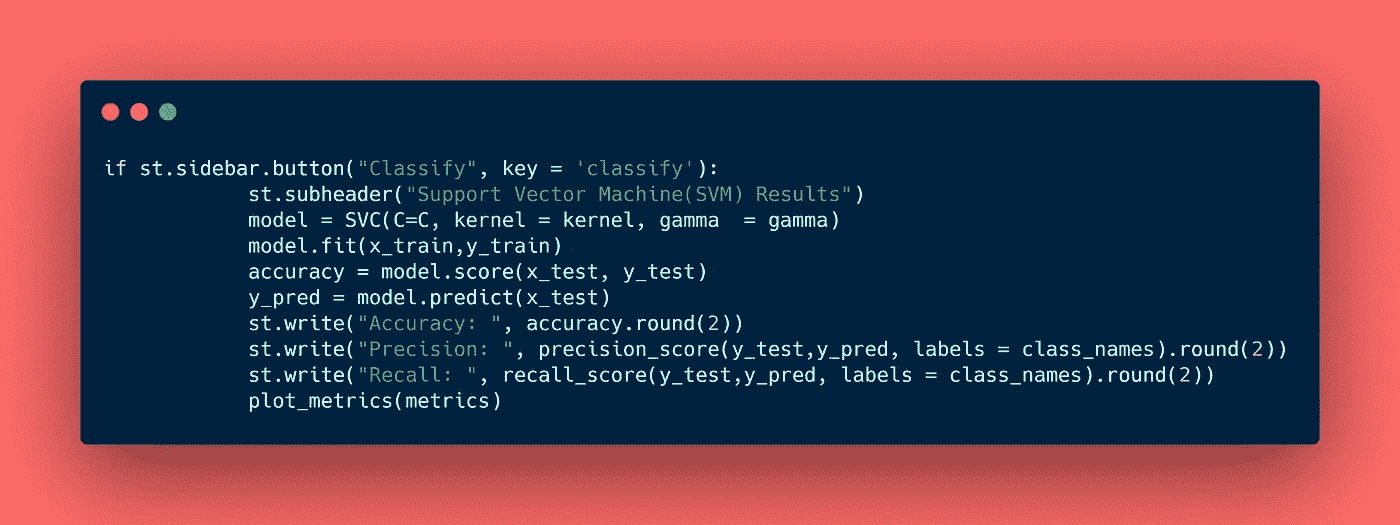 if st.sidebar.button("Classify", key = 'classify'):
            st.subheader("Support Vector Machine(SVM) Results")
            model = SVC(C=C, kernel = kernel, gamma  = gamma)
            model.fit(x_train,y_train)
            accuracy = model.score(x_test, y_test)
            y_pred = model.predict(x_test)
            st.write("Accuracy: ", accuracy.round(2))
            st.write("Precision: ", precision_score(y_test,y_pred, labels = class_names).round(2))
            st.write("Recall: ", recall_score(y_test,y_pred, labels = class_names).round(2))
            plot_metrics(metrics)